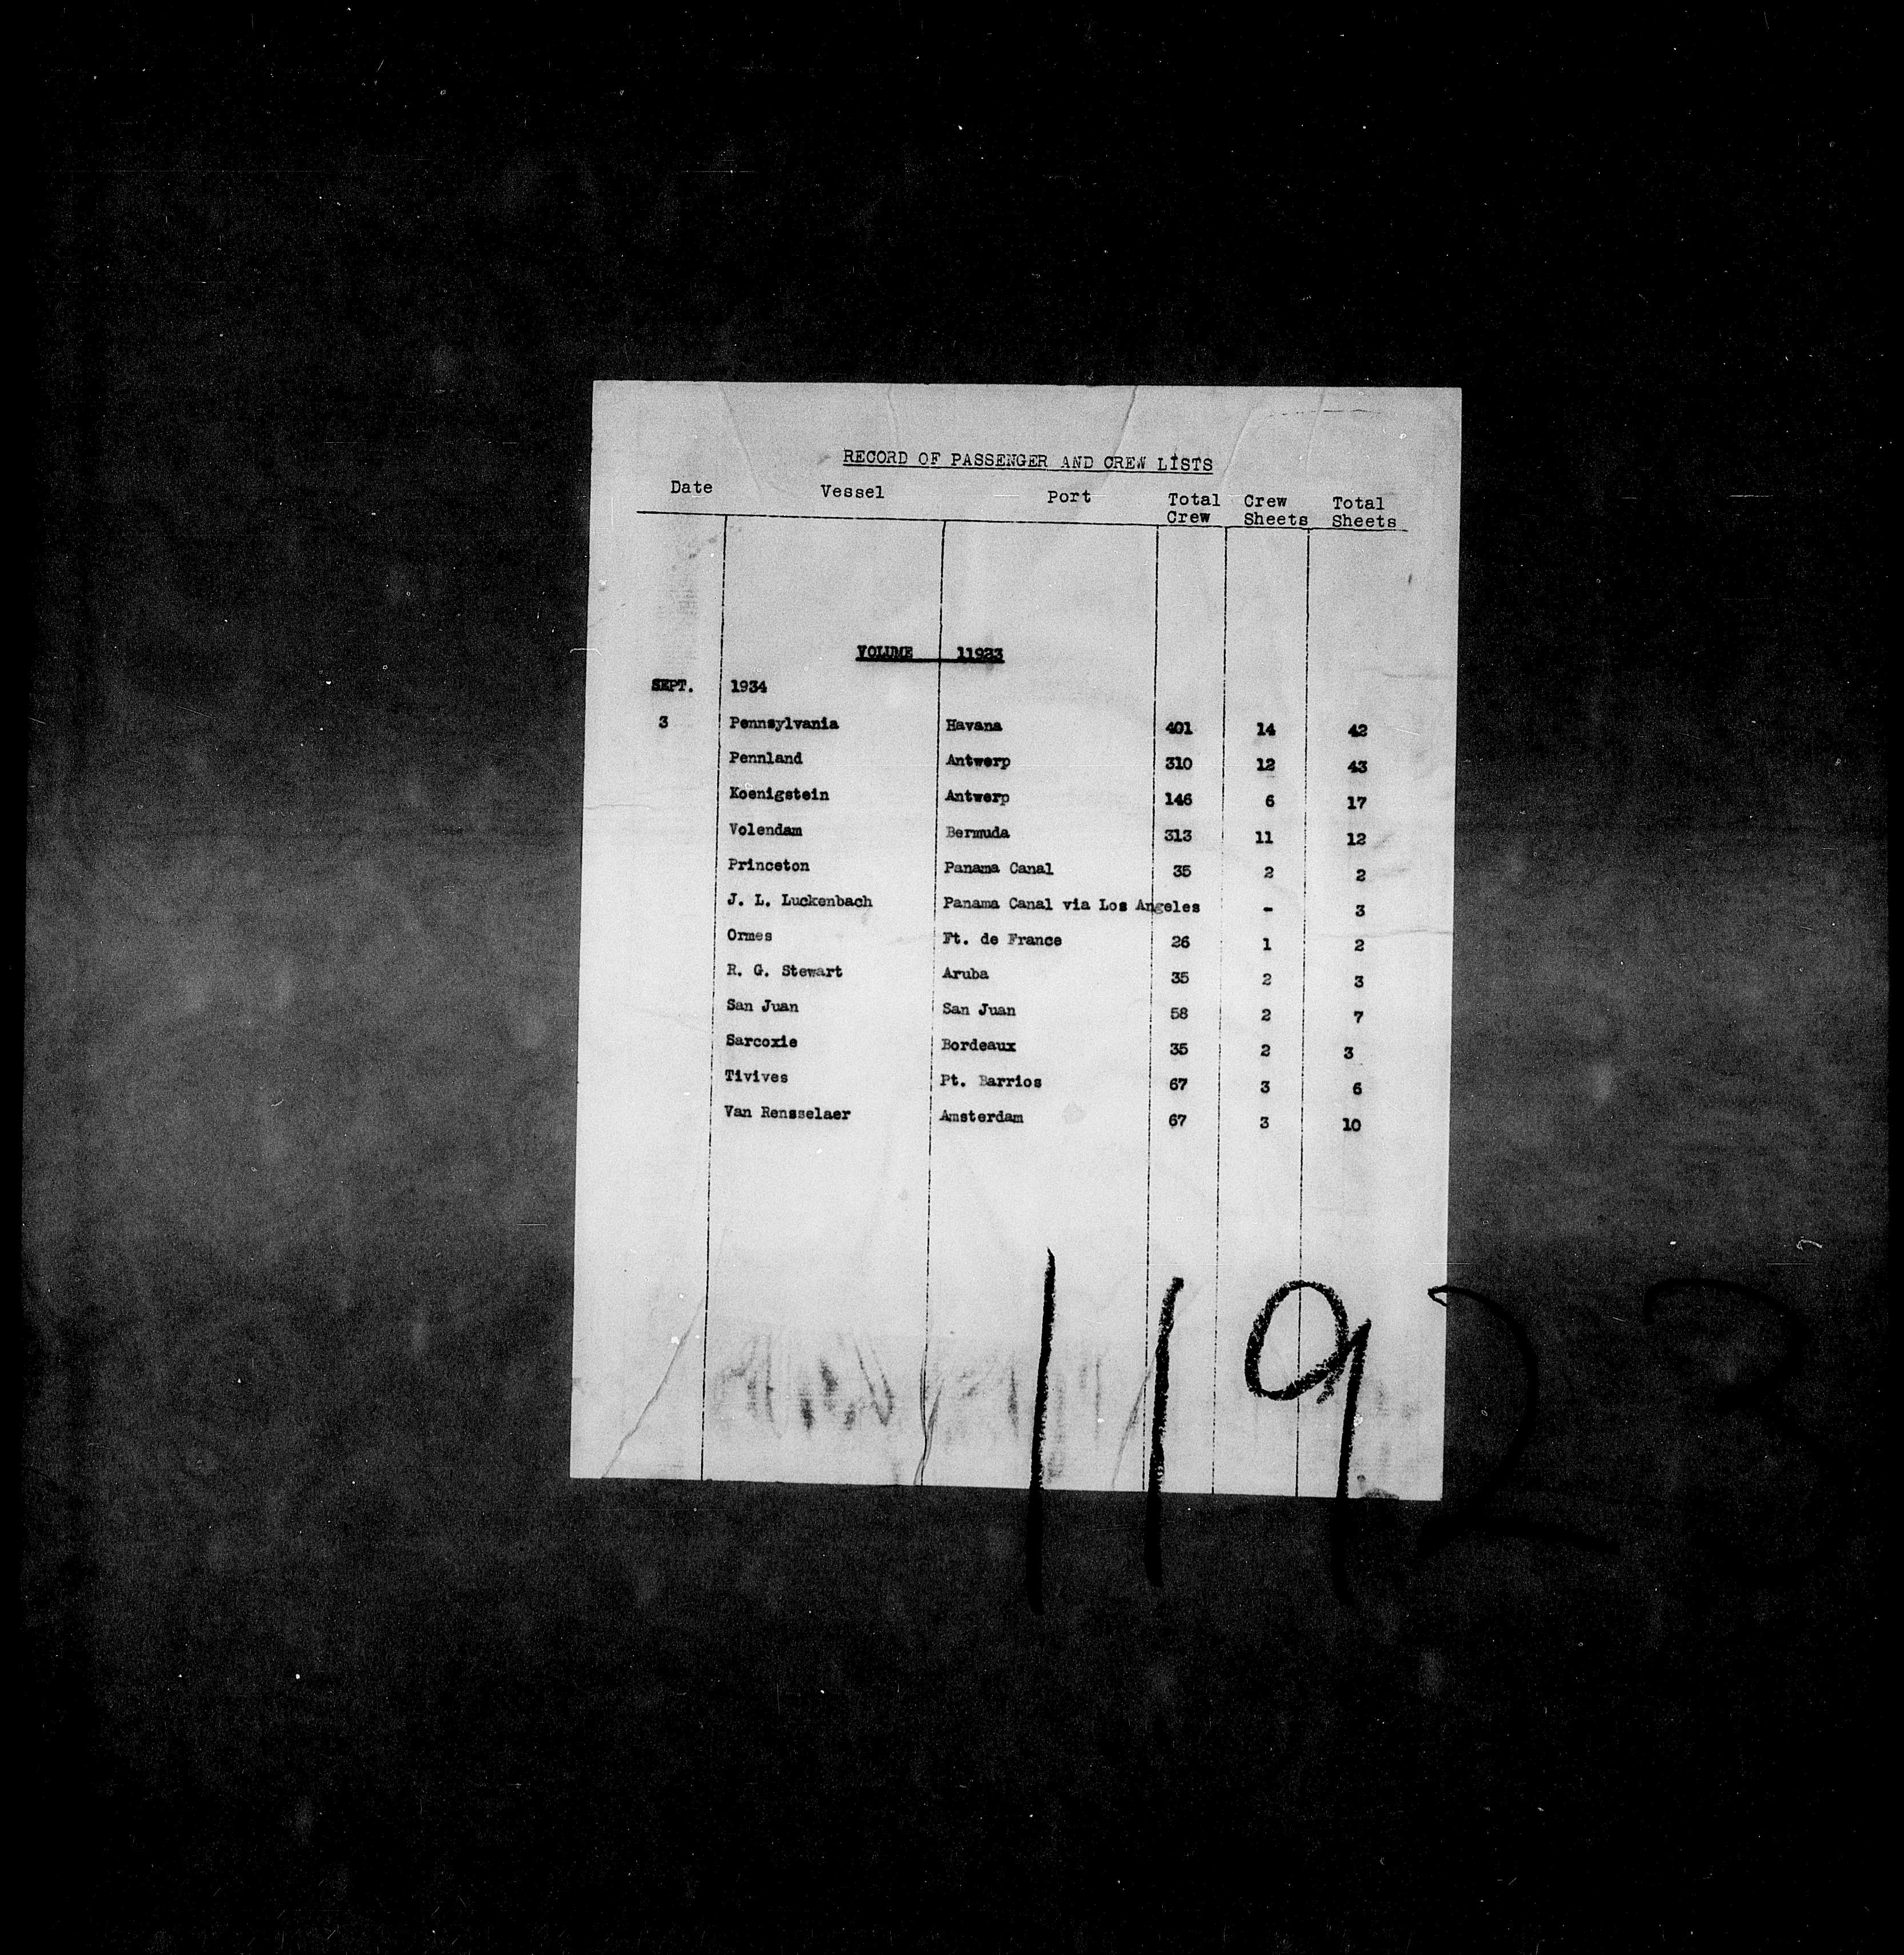 RECORD OF PASSENGER AND CREW LISTS
Date Vessel Port Total Crew Crew Sheets Total Sheets
VOLUME 11923
SEPT. 1934
3 Pennsylvania Havana 401 14 42
Pennland Antwerp 310 12 43
Koenigstein Antwerp 146 6 17
Volendam Bermuda 313 11 12
Princeton Panama Canal 35 2 2
J. L. Luckenbach Panama Canal via Los Angeles - 3
Ormes Ft. de France 26 1 2
R. G. Stewart Aruba 35 2 3
San Juan San Juan 58 2 7
Sarcoxie Bordeaux 35 2 3
Tivives Pt. Barrios 67 3 6
Van Rensselaer Amsterdam 67 3 10
11923